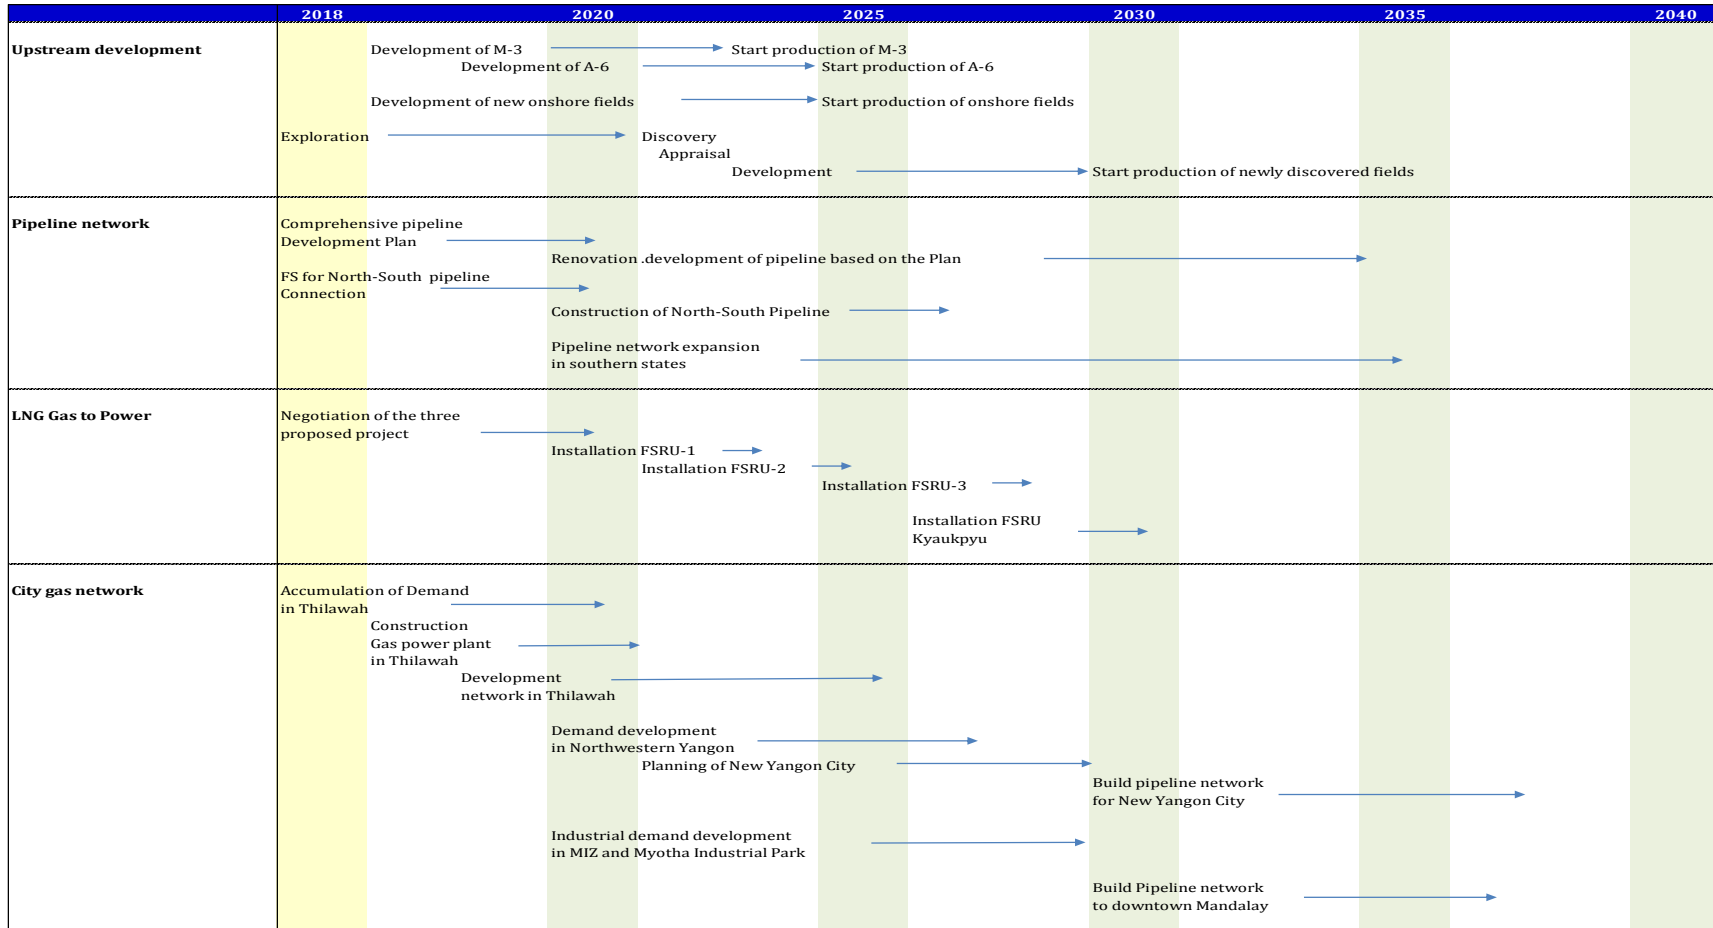 2018 2020 2025 2030 2035 2040
Upstream development
Development of M-3 Start production of M-3
Development of A-6 Start production of A-6
Development of new onshore fields Start production of onshore fields
Exploration Discovery
Appraisal
Development Start production of newly discovered fields
Pipeline network
Comprehensive pipeline
Development Plan
Renovation .development of pipeline based on the Plan
FS for North-South pipeline
Connection
Construction of North-South Pipeline
Pipeline network expansion
in southern states
LNG Gas to Power
Negotiation of the three
proposed project
Installation FSRU-1
Installation FSRU-2
Installation FSRU-3
Installation FSRU
Kyaukpyu
City gas network
Accumulation of Demand
in Thilawah
Construction
Gas power plant
in Thilawah
Development
network in Thilawah
Demand development
in Northwestern Yangon
Planning of New Yangon City
Build pipeline network
for New Yangon City
Industrial demand development
in MIZ and Myotha Industrial Park
Build Pipeline network
to downtown Mandalay